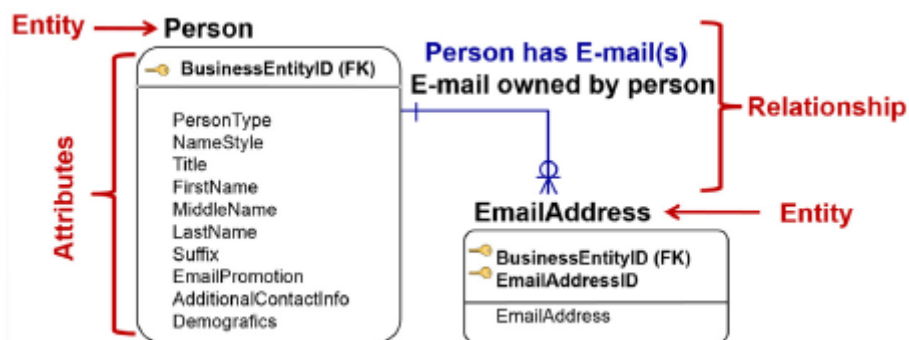 Entity
Person
BusinessEntityID (FK)
PersonType
NameStyle
Title
FirstName
MiddleName
LastName
Suffix
EmailPromotion
AdditionalContactInfo
Demografics
Attributes
Person has E-mail(s)
E-mail owned by person
Relationship
EmailAddress
Entity
BusinessEntityID (FK)
EmailAddressID
EmailAddress